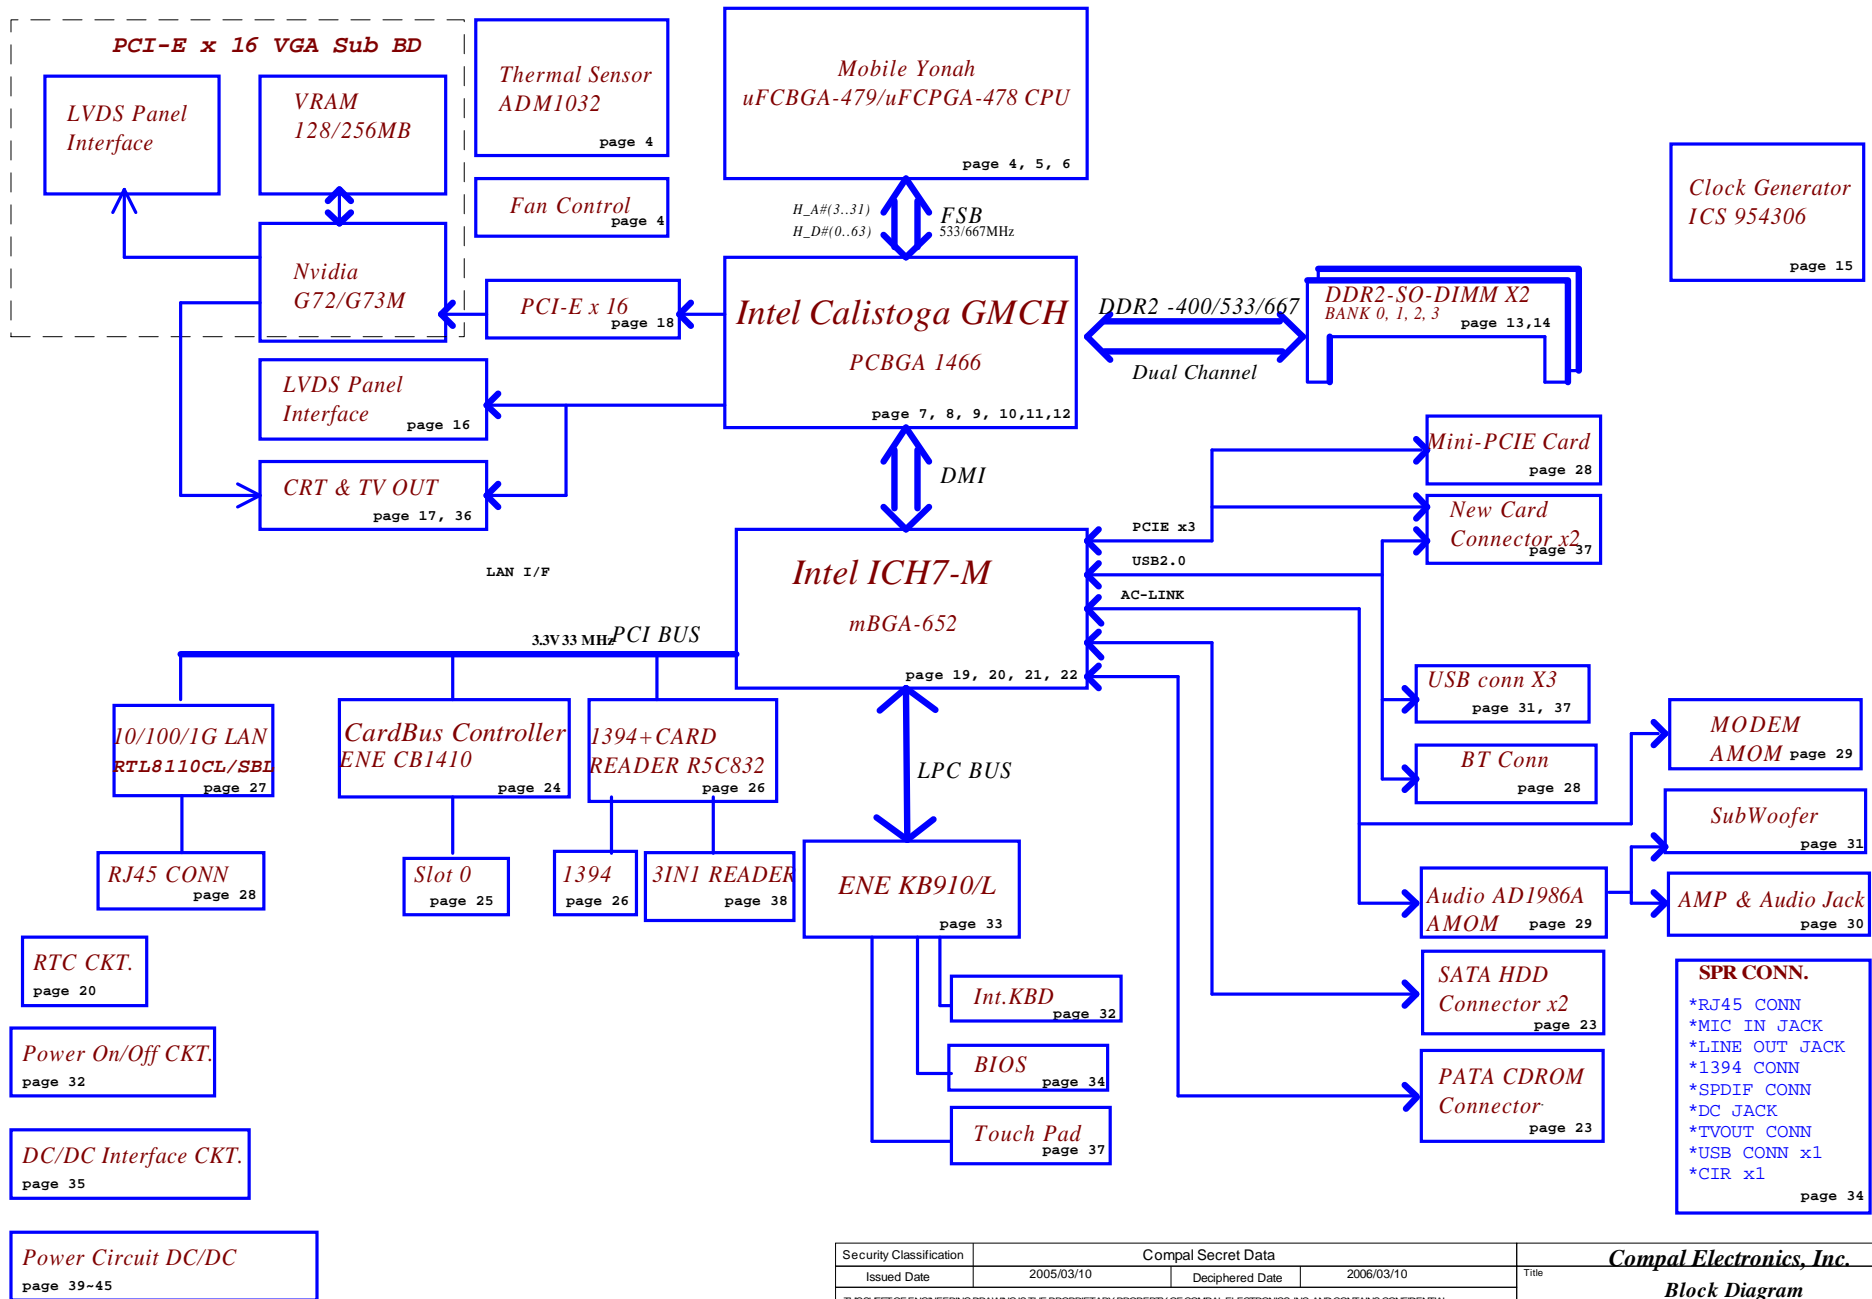 PCI-E x 16 VGA Sub BD
LVDS Panel
Interface
VRAM
128/256MB
Nvidia
G72/G73M
Thermal Sensor
ADM1032
page 4
Fan Control
page 4
Mobile Yonah
uFCBGA-479/uFCPGA-478 CPU
page 4, 5, 6
H_A#(3..31)
H_D#(0..63)
FSB
533/667MHz
Clock Generator
ICS 954306
page 15
PCI-E x 16
page 18
Intel Calistoga GMCH
PCBGA 1466
page 7, 8, 9, 10,11,12
DDR2 -400/533/667
Dual Channel
DDR2-SO-DIMM X2
BANK 0, 1, 2, 3
page 13,14
LVDS Panel
Interface
page 16
CRT & TV OUT
page 17, 36
DMI
LAN I/F
Intel ICH7-M
mBGA-652
page 19, 20, 21, 22
PCIE x3
USB2.0
AC-LINK
Mini-PCIE Card
page 28
New Card
Connector x2
page 37
3.3V 33 MHz
PCI BUS
10/100/1G LAN
RTL8110CL/SBL
page 27
CardBus Controller
ENE CB1410
page 24
1394+CARD
READER R5C832
page 26
LPC BUS
USB conn X3
page 31, 37
BT Conn
page 28
MODEM
AMOM
page 29
SubWoofer
page 31
RJ45 CONN
page 28
Slot 0
page 25
1394
page 26
3IN1 READER
page 38
ENE KB910/L
page 33
Audio AD1986A
AMOM
page 29
AMP & Audio Jack
page 30
RTC CKT.
page 20
Int.KBD
page 32
SATA HDD
Connector x2
page 23
Power On/Off CKT.
page 32
BIOS
page 34
PATA CDROM
Connector
page 23
Touch Pad
page 37
SPR CONN.
*RJ45 CONN
*MIC IN JACK
*LINE OUT JACK
*1394 CONN
*SPDIF CONN
*DC JACK
*TVOUT CONN
*USB CONN x1
*CIR x1
page 34
DC/DC Interface CKT.
page 35
Power Circuit DC/DC
page 39~45
Security Classification
Compal Secret Data
Issued Date
2005/03/10
Deciphered Date
2006/03/10
Title
Compal Electronics, Inc.
Block Diagram